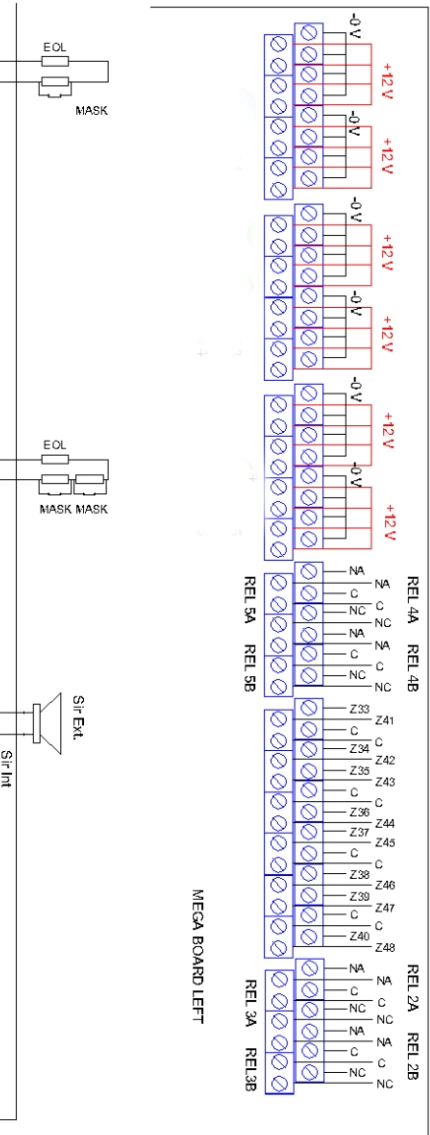 EOL
MASK
EOL
MASK MASK
Sir Ext.
Sir Int
-0V
+12V
-0V
+12V
-0V
+12V
-0V
+12V
-0V
+12V
-0V
+12V
REL 4A
REL 4B
NA
NA
C
C
NC
NC
NA
NA
C
C
NC
NC
REL 5A
REL 5B
Z33
Z41
C
C
Z34
Z42
Z35
Z43
C
C
Z36
Z44
Z37
Z45
C
C
Z38
Z46
Z39
Z47
C
C
Z40
Z48
MEGA BOARD LEFT
REL 2A
REL 2B
NA
NA
C
C
NC
NC
NA
NA
C
C
NC
NC
REL 3A
REL3B